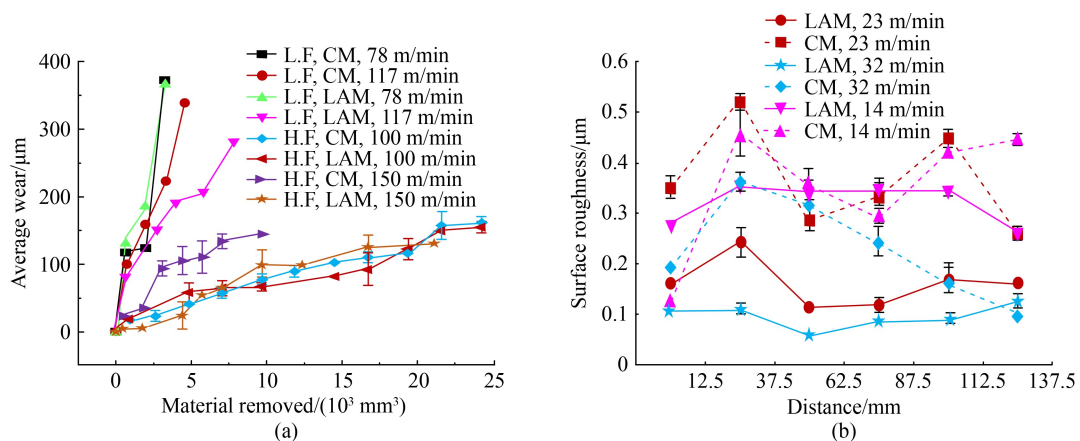 400
300
200
100
0
Average wear/μm
L.F, CM, 78 m/min
L.F, CM, 117 m/min
L.F, LAM, 78 m/min
L.F, LAM, 117 m/min
H.F, CM, 100 m/min
H.F, LAM, 100 m/min
H.F, CM, 150 m/min
H.F, LAM, 150 m/min
0 5 10 15 20 25
Material removed/(10³ mm³)
(a)
LAM, 23 m/min
CM, 23 m/min
LAM, 32 m/min
CM, 32 m/min
LAM, 14 m/min
CM, 14 m/min
0.6
0.5
0.4
0.3
0.2
0.1
0
Surface roughness/μm
12.5 37.5 62.5 87.5 112.5 137.5
Distance/mm
(b)